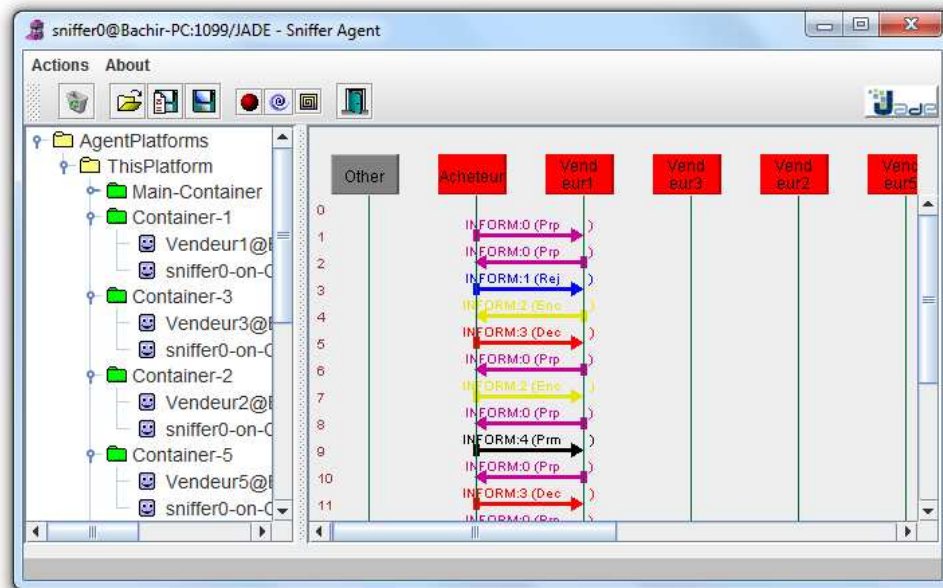 sniffer0@Bachir-PC:1099/JADE - Sniffer Agent
Actions About
Jade
AgentPlatforms
ThisPlatform
Main-Container
Container-1
Vendeur1@
sniffer0-on-C
Container-3
Vendeur3@
sniffer0-on-C
Container-2
Vendeur2@
sniffer0-on-C
Container-5
Vendeur5@
sniffer0-on-C
Other
Acheteur
Vend
eur1
Vend
eur3
Vend
eur2
Vend
eur5
0
INFORM:0 (Prp )
1
INFORM:0 (Prp )
2
INFORM:1 (Rej )
3
INFORM:2 (Enc )
4
INFORM:3 (Dec )
5
INFORM:0 (Prp )
6
INFORM:2 (Enc )
7
INFORM:0 (Prp )
8
INFORM:4 (Prm )
9
INFORM:0 (Prp )
10
INFORM:3 (Dec )
11
INFORM:0 (Prp )